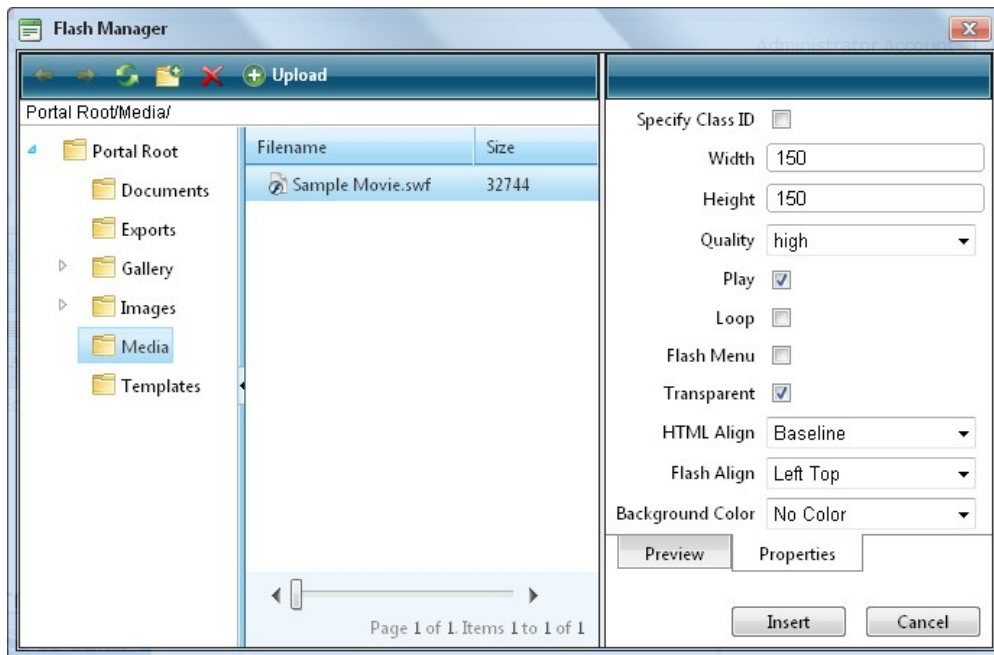 Flash Manager
Administrator Account
Upload
Portal Root/Media/
Portal Root
Documents
Exports
Gallery
Images
Media
Templates
Filename Size
Sample Movie.swf 32744
Page 1 of 1. Items 1 to 1 of 1
Specify Class ID
Width 150
Height 150
Quality high
Play
Loop
Flash Menu
Transparent
HTML Align Baseline
Flash Align Left Top
Background Color No Color
Preview Properties
Insert Cancel